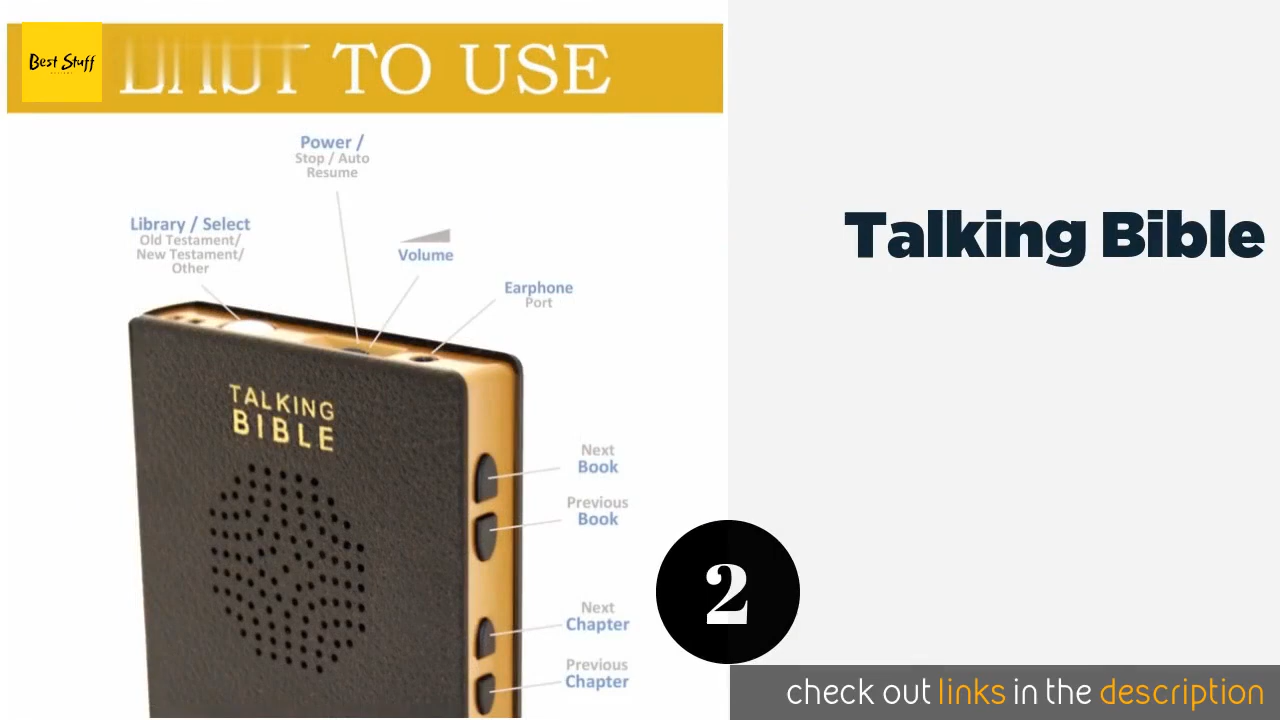 Best Stuff
TO USE
Power /
Stop / Auto
Resume
Library / Select
Old Testament/
New Testament/
Other
Volume
Earphone
Port
Talking Bible
TALKING
BIBLE
Next
Book
Previous
Book
2
Next
Chapter
Previous
Chapter
check out links in the description